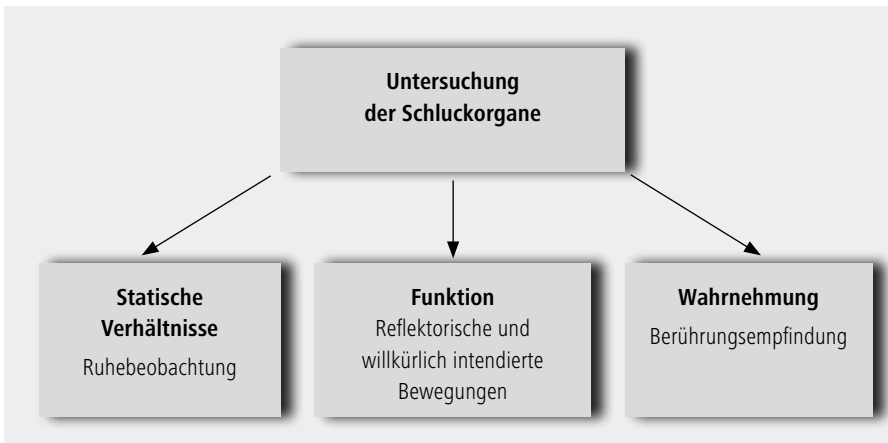 Untersuchung
der Schluckorgane
Statische
Verhältnisse
Ruhebeobachtung
Funktion
Reflektorische und
willkürlich intendierte
Bewegungen
Wahrnehmung
Berührungsempfindung